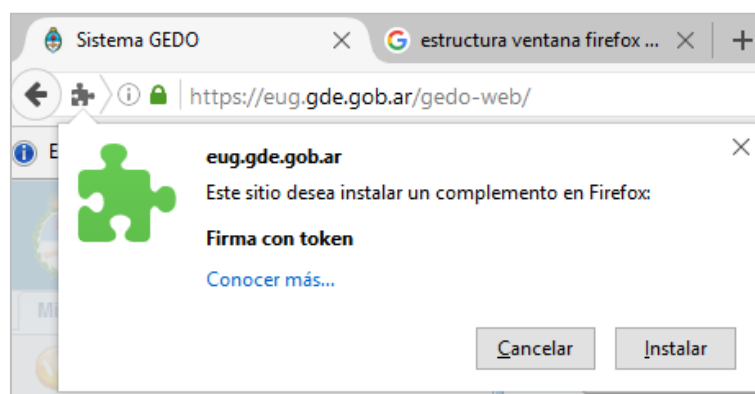 Sistema GEDO
estructura ventana firefox ...
https://eug.gde.gob.ar/gedo-web/
E
eug.gde.gob.ar
Este sitio desea instalar un complemento en Firefox:
Firma con token
Conocer más...
Mi
Cancelar Instalar